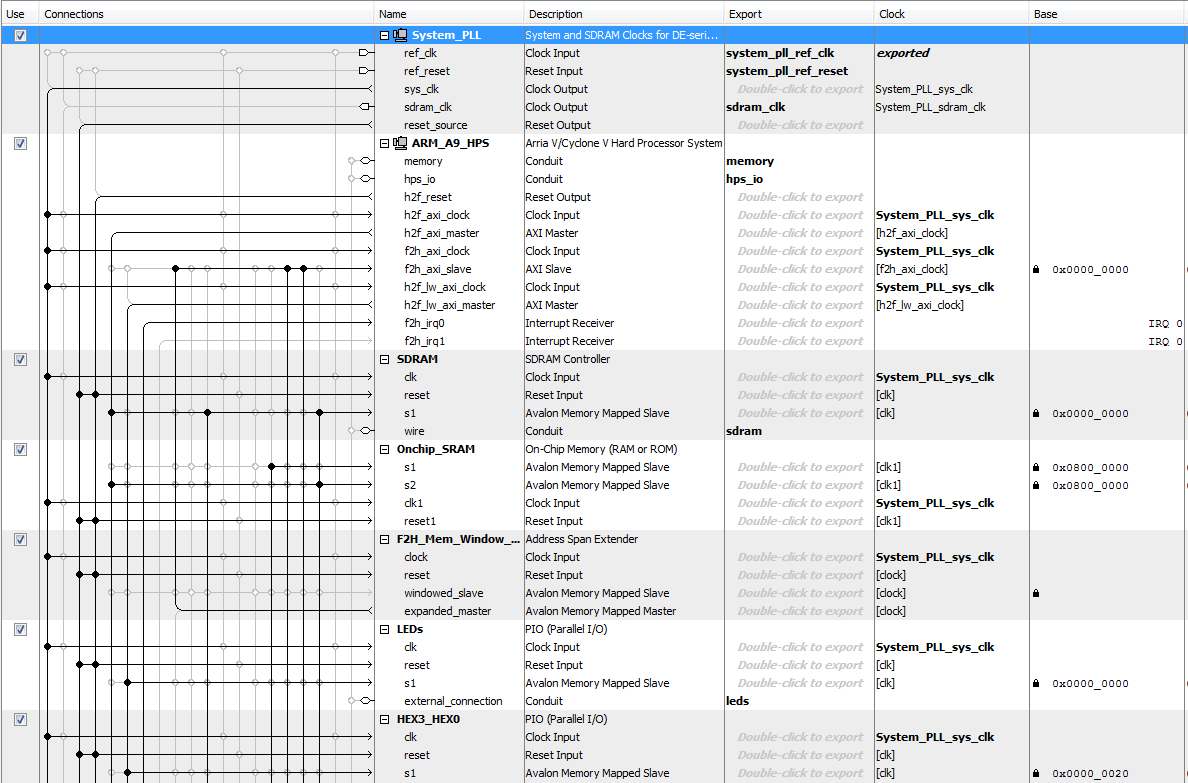 Use Connections Name Description Export Clock Base
System_PLL System and SDRAM Clocks for DE-seri...
ref_clk Clock Input system_pll_ref_clk exported
ref_reset Reset Input system_pll_ref_reset
sys_clk Clock Output Double-click to export System_PLL_sys_clk
sdram_clk Clock Output sdram_clk System_PLL_sdram_clk
reset_source Reset Output Double-click to export
ARM_A9_HPS Arria V/Cyclone V Hard Processor System
memory Conduit memory
hps_io Conduit hps_io
h2f_reset Reset Output Double-click to export
h2f_axi_clock Clock Input Double-click to export System_PLL_sys_clk
h2f_axi_master AXI Master Double-click to export [h2f_axi_clock]
f2h_axi_clock Clock Input Double-click to export System_PLL_sys_clk
f2h_axi_slave AXI Slave Double-click to export [f2h_axi_clock] 0x0000_0000
h2f_lw_axi_clock Clock Input Double-click to export System_PLL_sys_clk
h2f_lw_axi_master AXI Master Double-click to export [h2f_lw_axi_clock]
f2h_irq0 Interrupt Receiver Double-click to export IRQ 0
f2h_irq1 Interrupt Receiver Double-click to export IRQ 0
SDRAM SDRAM Controller
clk Clock Input Double-click to export System_PLL_sys_clk
reset Reset Input Double-click to export [clk]
s1 Avalon Memory Mapped Slave Double-click to export [clk] 0x0000_0000
wire Conduit sdram
Onchip_SRAM On-Chip Memory (RAM or ROM)
s1 Avalon Memory Mapped Slave Double-click to export [clk1] 0x0800_0000
s2 Avalon Memory Mapped Slave Double-click to export [clk1] 0x0800_0000
clk1 Clock Input Double-click to export System_PLL_sys_clk
reset1 Reset Input Double-click to export [clk1]
F2H_Mem_Window_... Address Span Extender
clock Clock Input Double-click to export System_PLL_sys_clk
reset Reset Input Double-click to export [clock]
windowed_slave Avalon Memory Mapped Slave Double-click to export [clock]
expanded_master Avalon Memory Mapped Master Double-click to export [clock]
LEDs PIO (Parallel I/O)
clk Clock Input Double-click to export System_PLL_sys_clk
reset Reset Input Double-click to export [clk]
s1 Avalon Memory Mapped Slave Double-click to export [clk] 0x0000_0000
external_connection Conduit leds
HEX3_HEX0 PIO (Parallel I/O)
clk Clock Input Double-click to export System_PLL_sys_clk
reset Reset Input Double-click to export [clk]
s1 Avalon Memory Mapped Slave Double-click to export [clk] 0x0000_0020